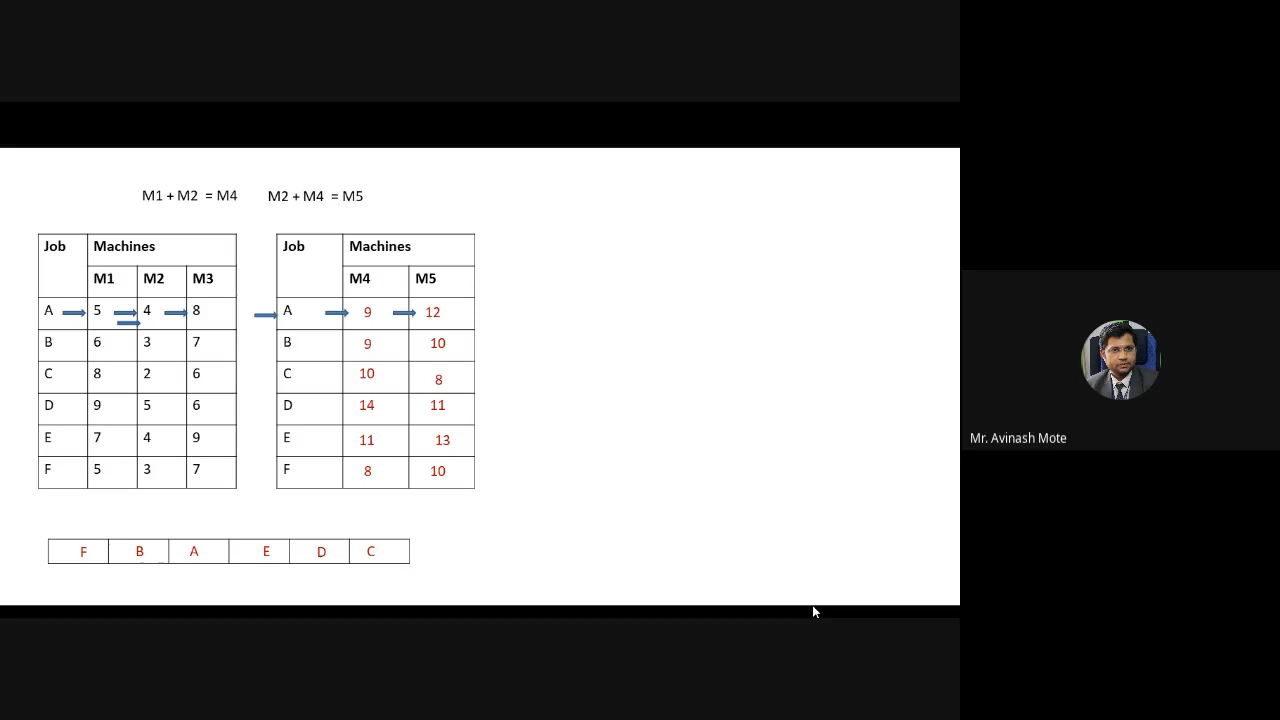 M1 + M2 = M4 M2 + M4 = M5
Job Machines Job Machines
M1 M2 M3 M4 M5
A 5 4 8 A 9 12
B 6 3 7 B 9 10
C 8 2 6 C 10 8
D 9 5 6 D 14 11
E 7 4 9 E 11 13
F 5 3 7 F 8 10
F B A E D C
Mr. Avinash Mote